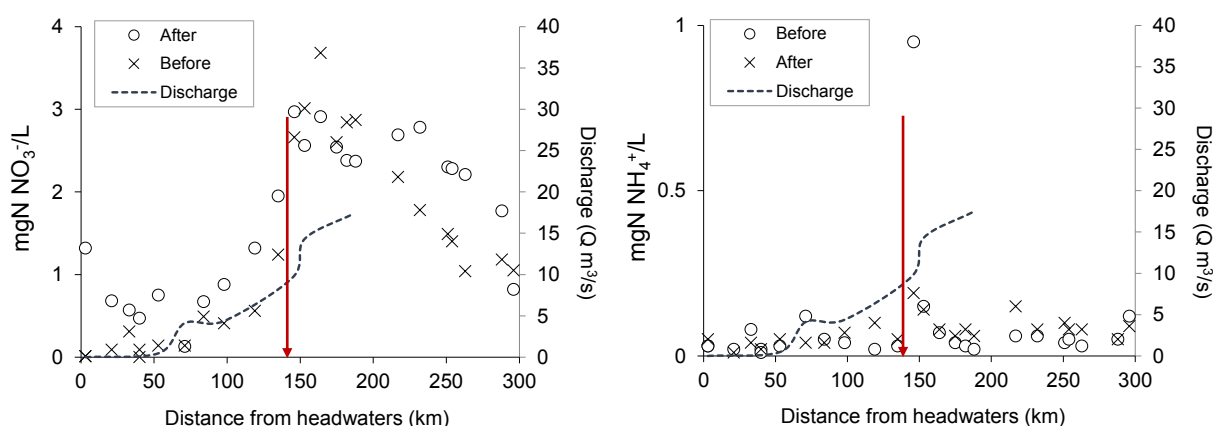 After
Before
Discharge
mgN NO₃⁻/L
4
3
2
1
0
40
35
30
25
20
15
10
5
0
Discharge (Q m³/s)
0 50 100 150 200 250 300
Distance from headwaters (km)
Before
After
Discharge
mgN NH₄⁺/L
1
0.5
0
40
35
30
25
20
15
10
5
0
Discharge (Q m³/s)
0 50 100 150 200 250 300
Distance from headwaters (km)